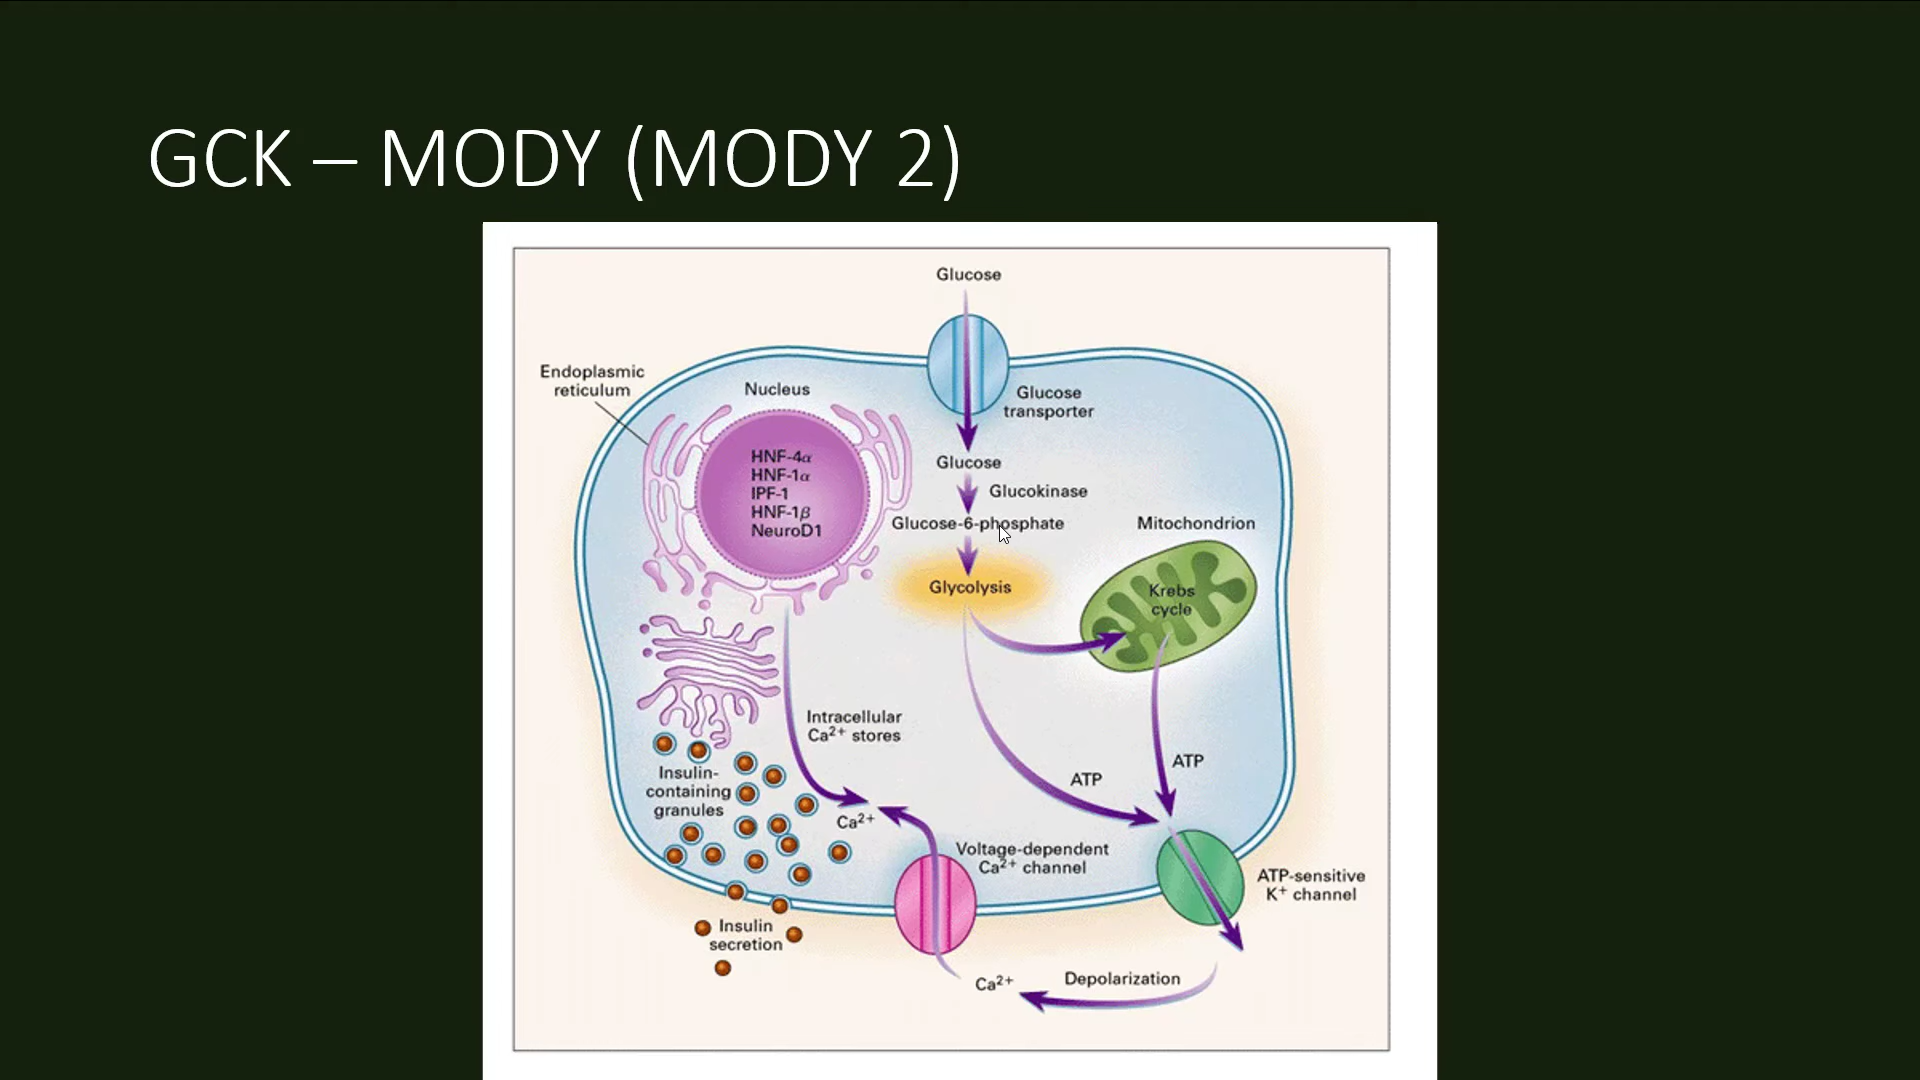 GCK – MODY (MODY 2)
Glucose
Endoplasmic
reticulum
Nucleus
Glucose
transporter
HNF-4α
HNF-1α
IPF-1
HNF-1β
NeuroD1
Glucose
Glucokinase
Glucose-6-phosphate
Mitochondrion
Glycolysis
Krebs
cycle
Intracellular
Ca²⁺ stores
Insulin-
containing
granules
ATP
ATP
Ca²⁺
Voltage-dependent
Ca²⁺ channel
ATP-sensitive
K⁺ channel
Insulin
secretion
Ca²⁺
Depolarization